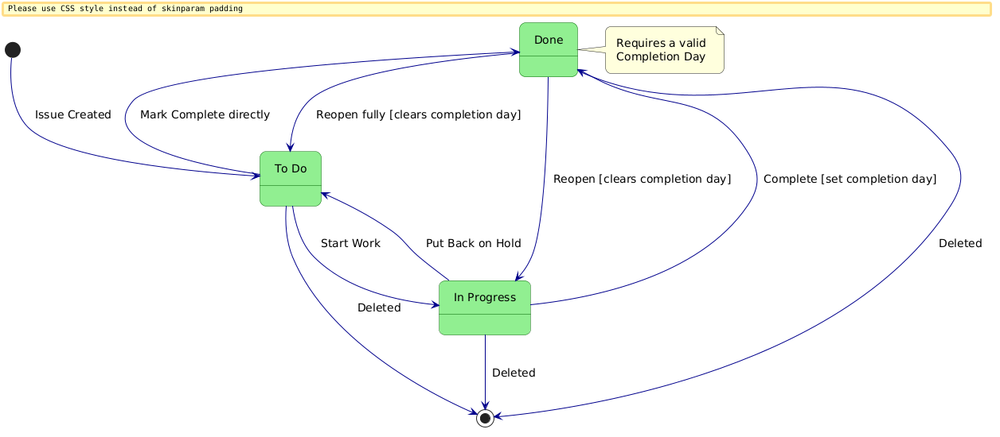 Please use CSS style instead of skinparam padding
Done
Requires a valid
Completion Day
Issue Created
Mark Complete directly
Reopen fully [clears completion day]
To Do
Reopen [clears completion day]
Complete [set completion day]
Start Work
Put Back on Hold
Deleted
In Progress
Deleted
Deleted